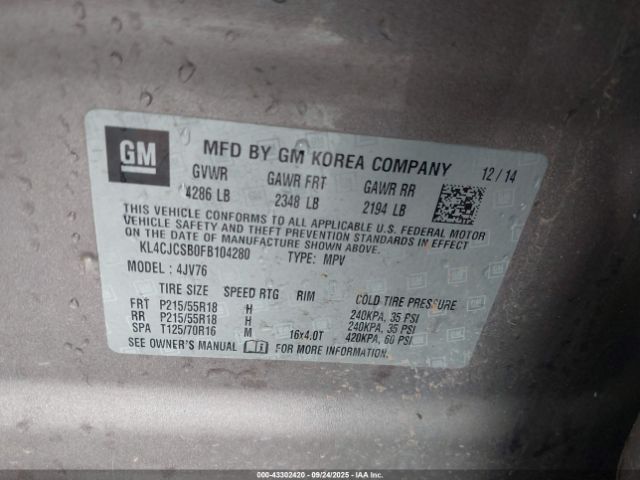 GM MFD BY GM KOREA COMPANY 12 / 14
GVWR GAWR FRT GAWR RR
4286 LB 2348 LB 2194 LB
THIS VEHICLE CONFORMS TO ALL APPLICABLE U.S. FEDERAL MOTOR
VEHICLE SAFETY AND THEFT PREVENTION STANDARDS IN EFFECT
ON THE DATE OF MANUFACTURE SHOWN ABOVE.
KL4CJCSB0FB104280 TYPE: MPV
MODEL : 4JV76
TIRE SIZE SPEED RTG RIM COLD TIRE PRESSURE
FRT P215/55R18 H 240KPA, 35 PSI
RR P215/55R18 H 240KPA, 35 PSI
SPA T125/70R16 M 16x4.0T 420KPA, 60 PSI
SEE OWNER'S MANUAL FOR MORE INFORMATION.
000-43302420 - 09/24/2025 - IAAI.COM